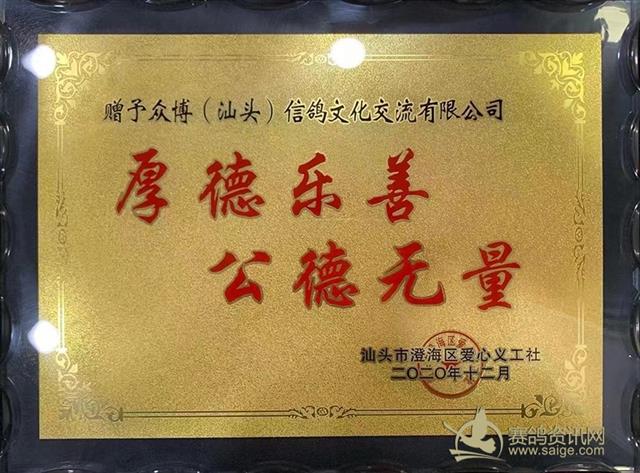 赠予众博（汕头）信鸽文化交流有限公司
厚德乐善
公德无量
汕头市澄海区爱心义工社
二〇二〇年十二月
赛鸽资讯网
www.saige.com